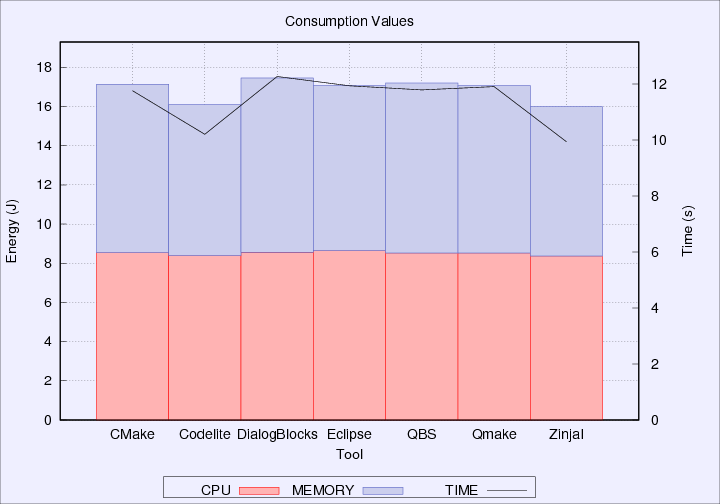 Consumption Values
18
16
14
12
10
8
6
4
2
0
Energy (J)
12
10
8
6
4
2
0
Time (s)
CMake Codelite DialogBlocks Eclipse QBS Qmake Zinjal
Tool
CPU MEMORY TIME